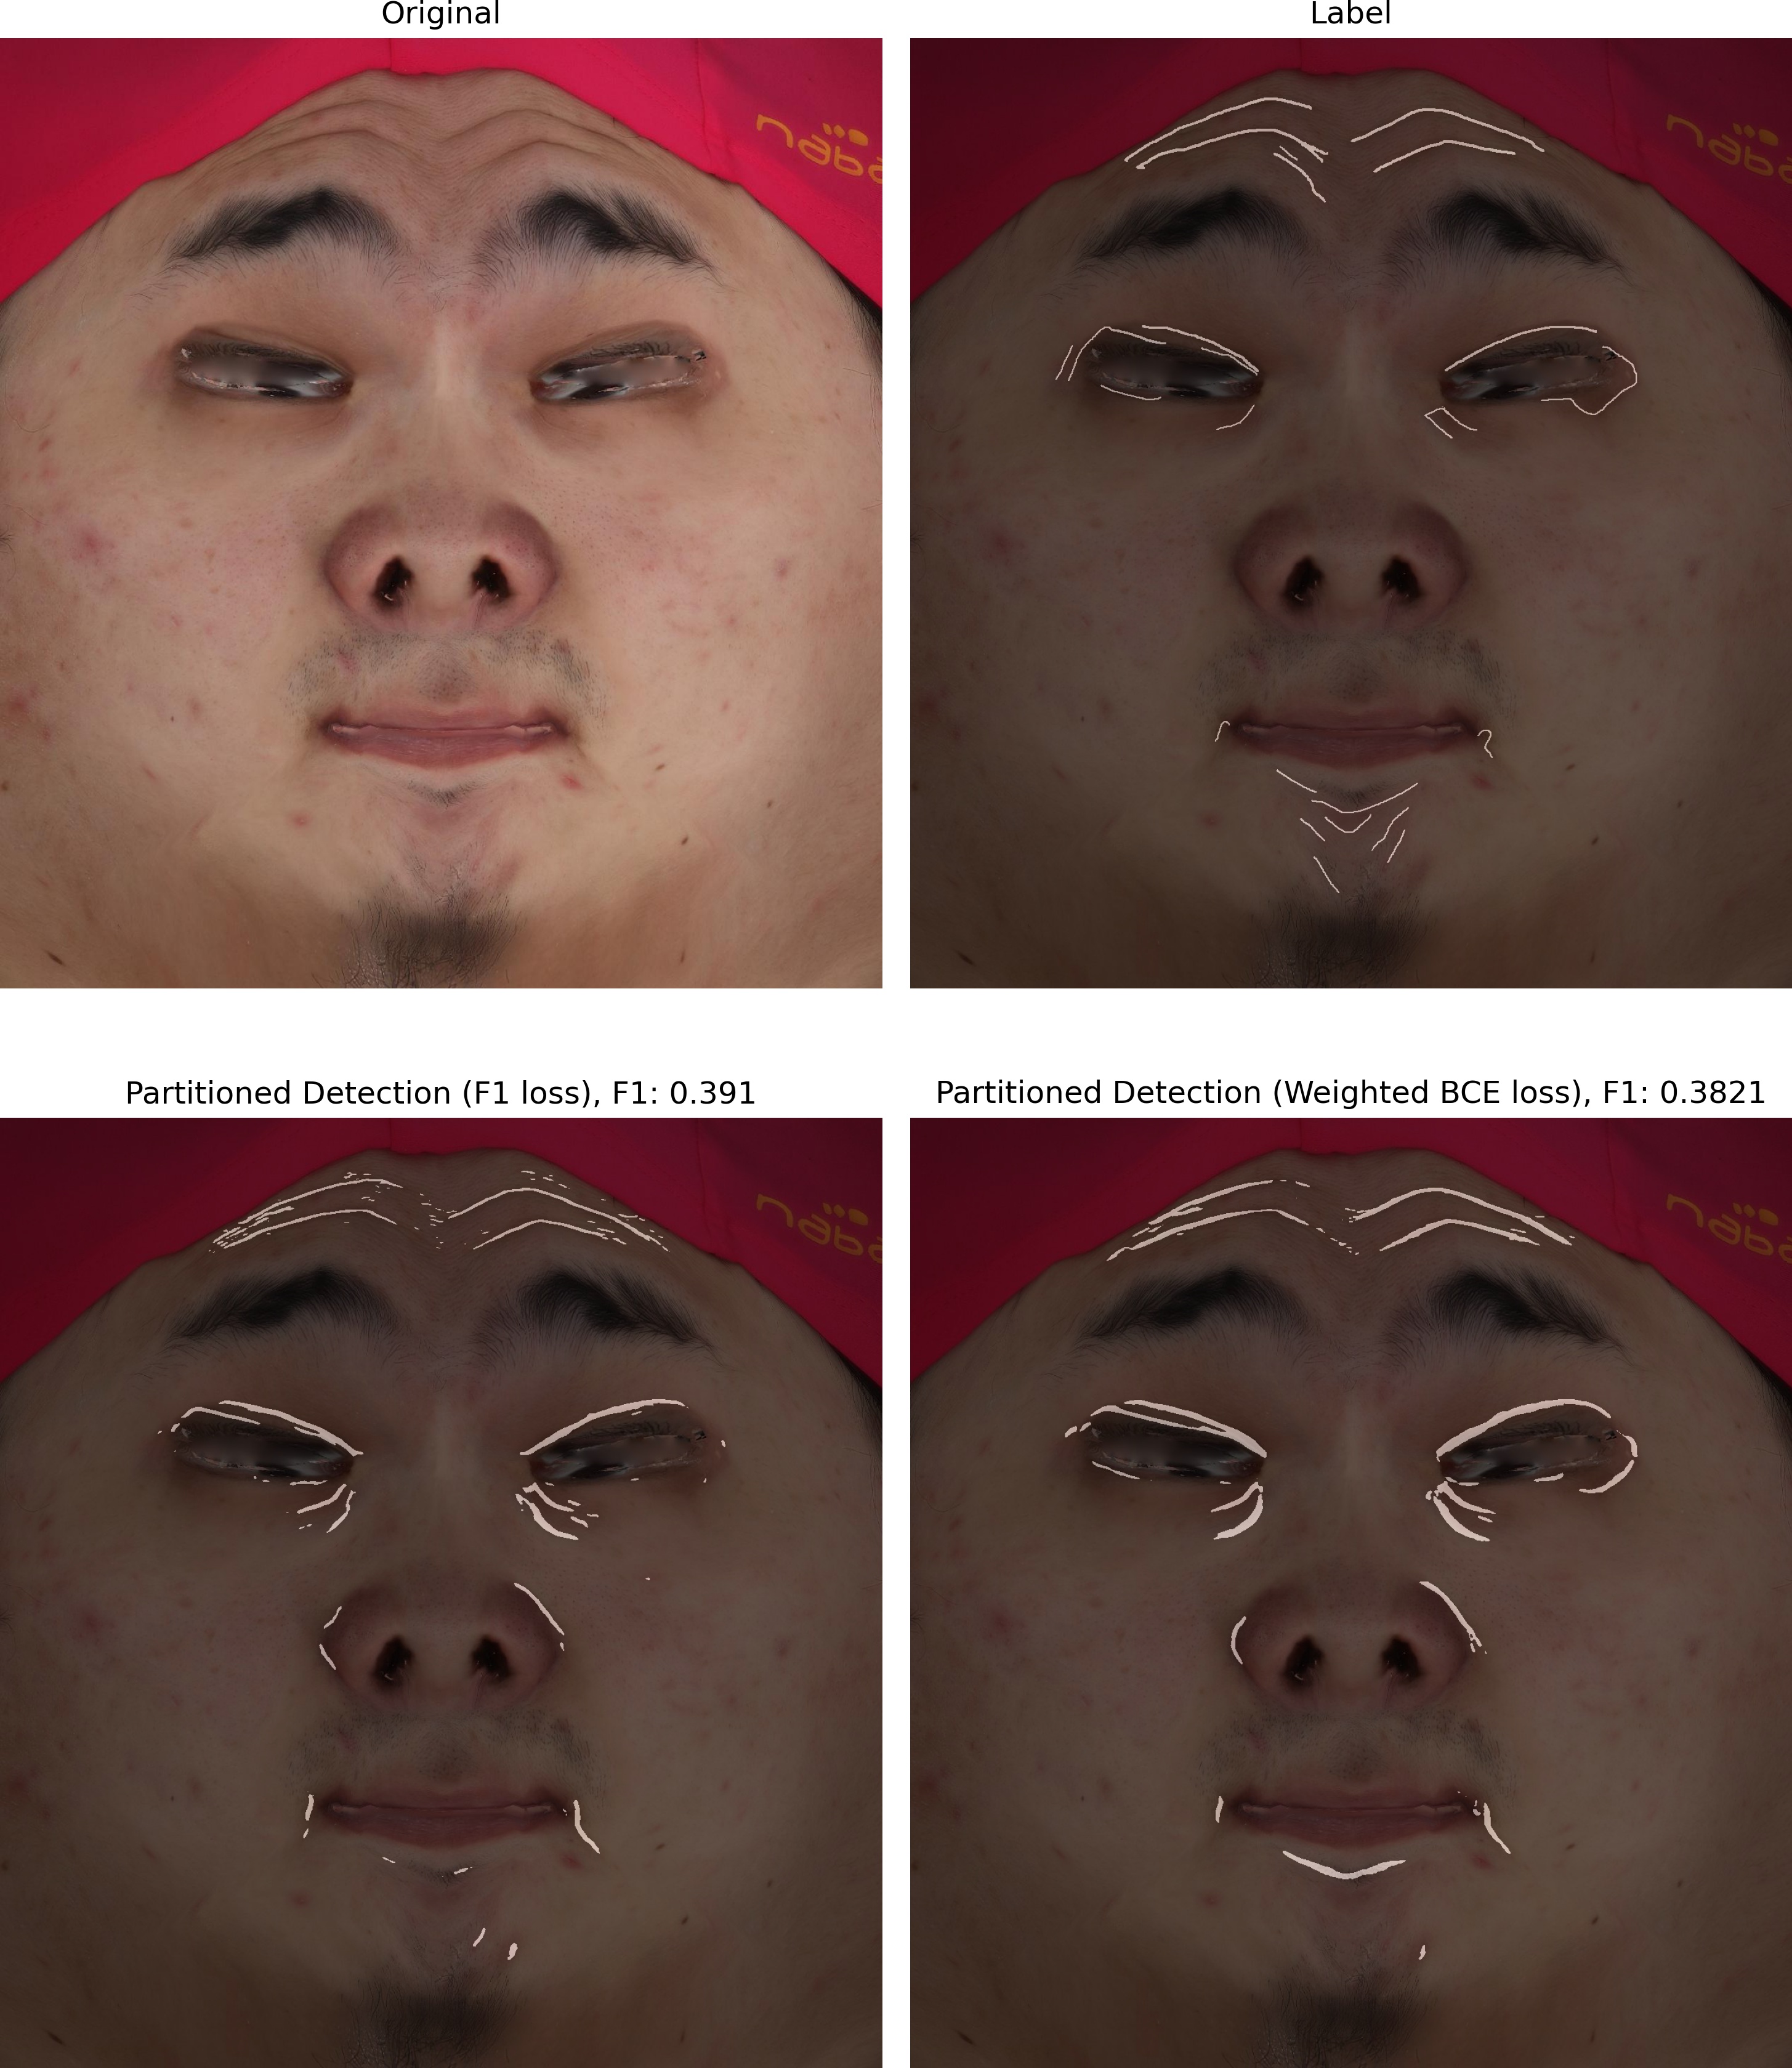 Original
Label
Partitioned Detection (F1 loss), F1: 0.391
Partitioned Detection (Weighted BCE loss), F1: 0.3821